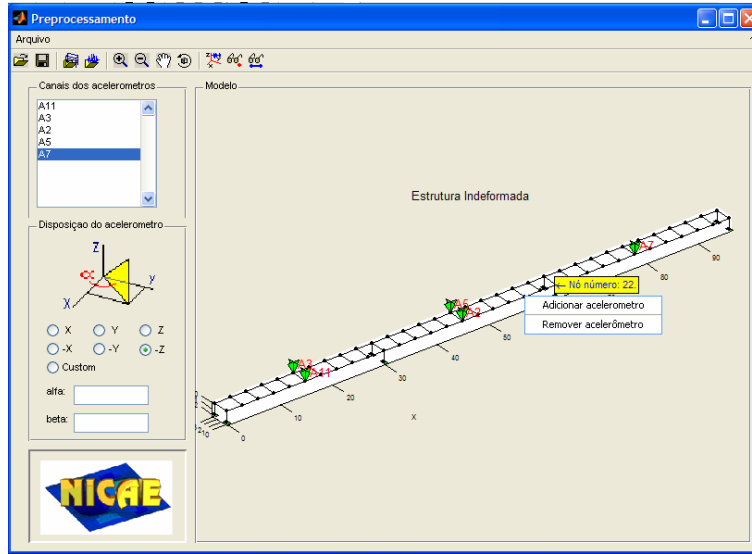 Preprocessamento
Arquivo
Canais dos acelerometros
A11
A3
A2
A5
A7
Disposiçao do acelerometro
Z
α
y
X
X
Y
Z
-X
-Y
-Z
Custom
alfa:
beta:
NICAE
Modelo
Estrutura Indeformada
A7
← Nó número: 22
Adicionar acelerometro
Remover acelerômetro
A5
A2
A3
A11
0
10
20
30
40
50
80
90
X